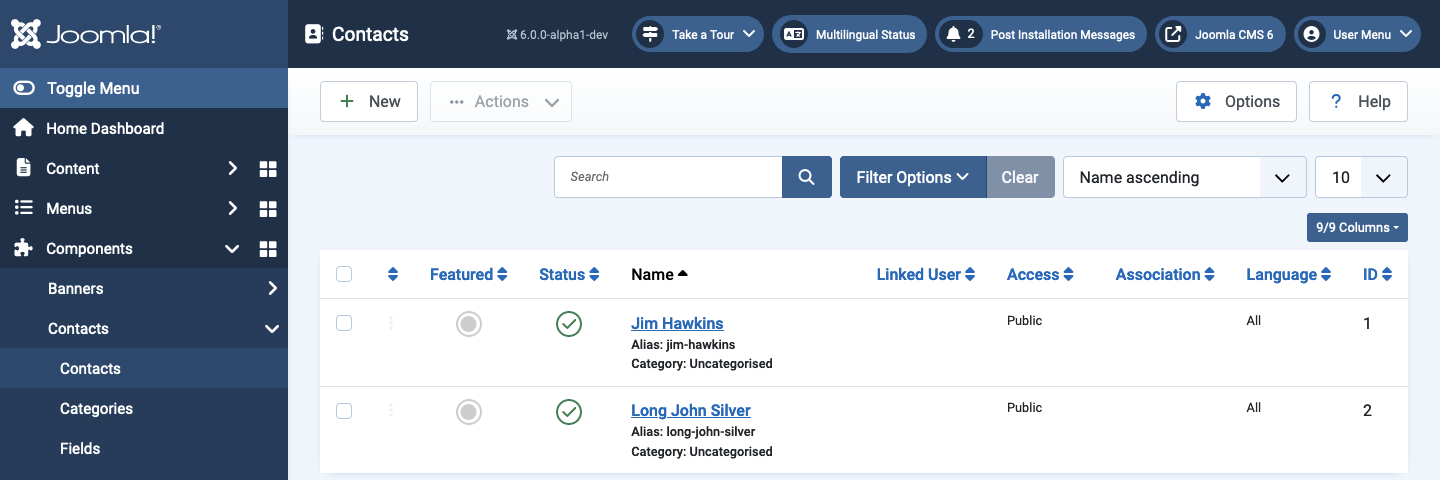 Joomla!®
Contacts
6.0.0-alpha1-dev
Take a Tour
Multilingual Status
2 Post Installation Messages
Joomla CMS 6
User Menu
Toggle Menu
Home Dashboard
Content
Menus
Components
Banners
Contacts
Contacts
Categories
Fields
New
Actions
Options
? Help
Search
Filter Options
Clear
Name ascending
10
9/9 Columns
Featured Status Name Linked User Access Association Language ID
Jim Hawkins Public All 1
Alias: jim-hawkins
Category: Uncategorised
Long John Silver Public All 2
Alias: long-john-silver
Category: Uncategorised